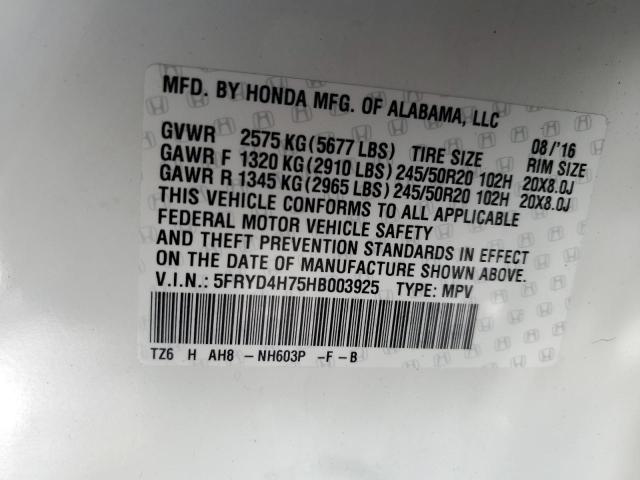 MFD. BY HONDA MFG. OF ALABAMA, LLC
08/'16
GVWR 2575 KG(5677 LBS) TIRE SIZE RIM SIZE
GAWR F 1320 KG(2910 LBS) 245/50R20 102H 20X8.0J
GAWR R 1345 KG(2965 LBS) 245/50R20 102H 20X8.0J
THIS VEHICLE CONFORMS TO ALL APPLICABLE
FEDERAL MOTOR VEHICLE SAFETY
AND THEFT PREVENTION STANDARDS IN EFFECT
ON THE DATE OF MANUFACTURE SHOWN ABOVE.
V.I.N.: 5FRYD4H75HB003925 TYPE: MPV
TZ6 H AH8 - NH603P -F-B